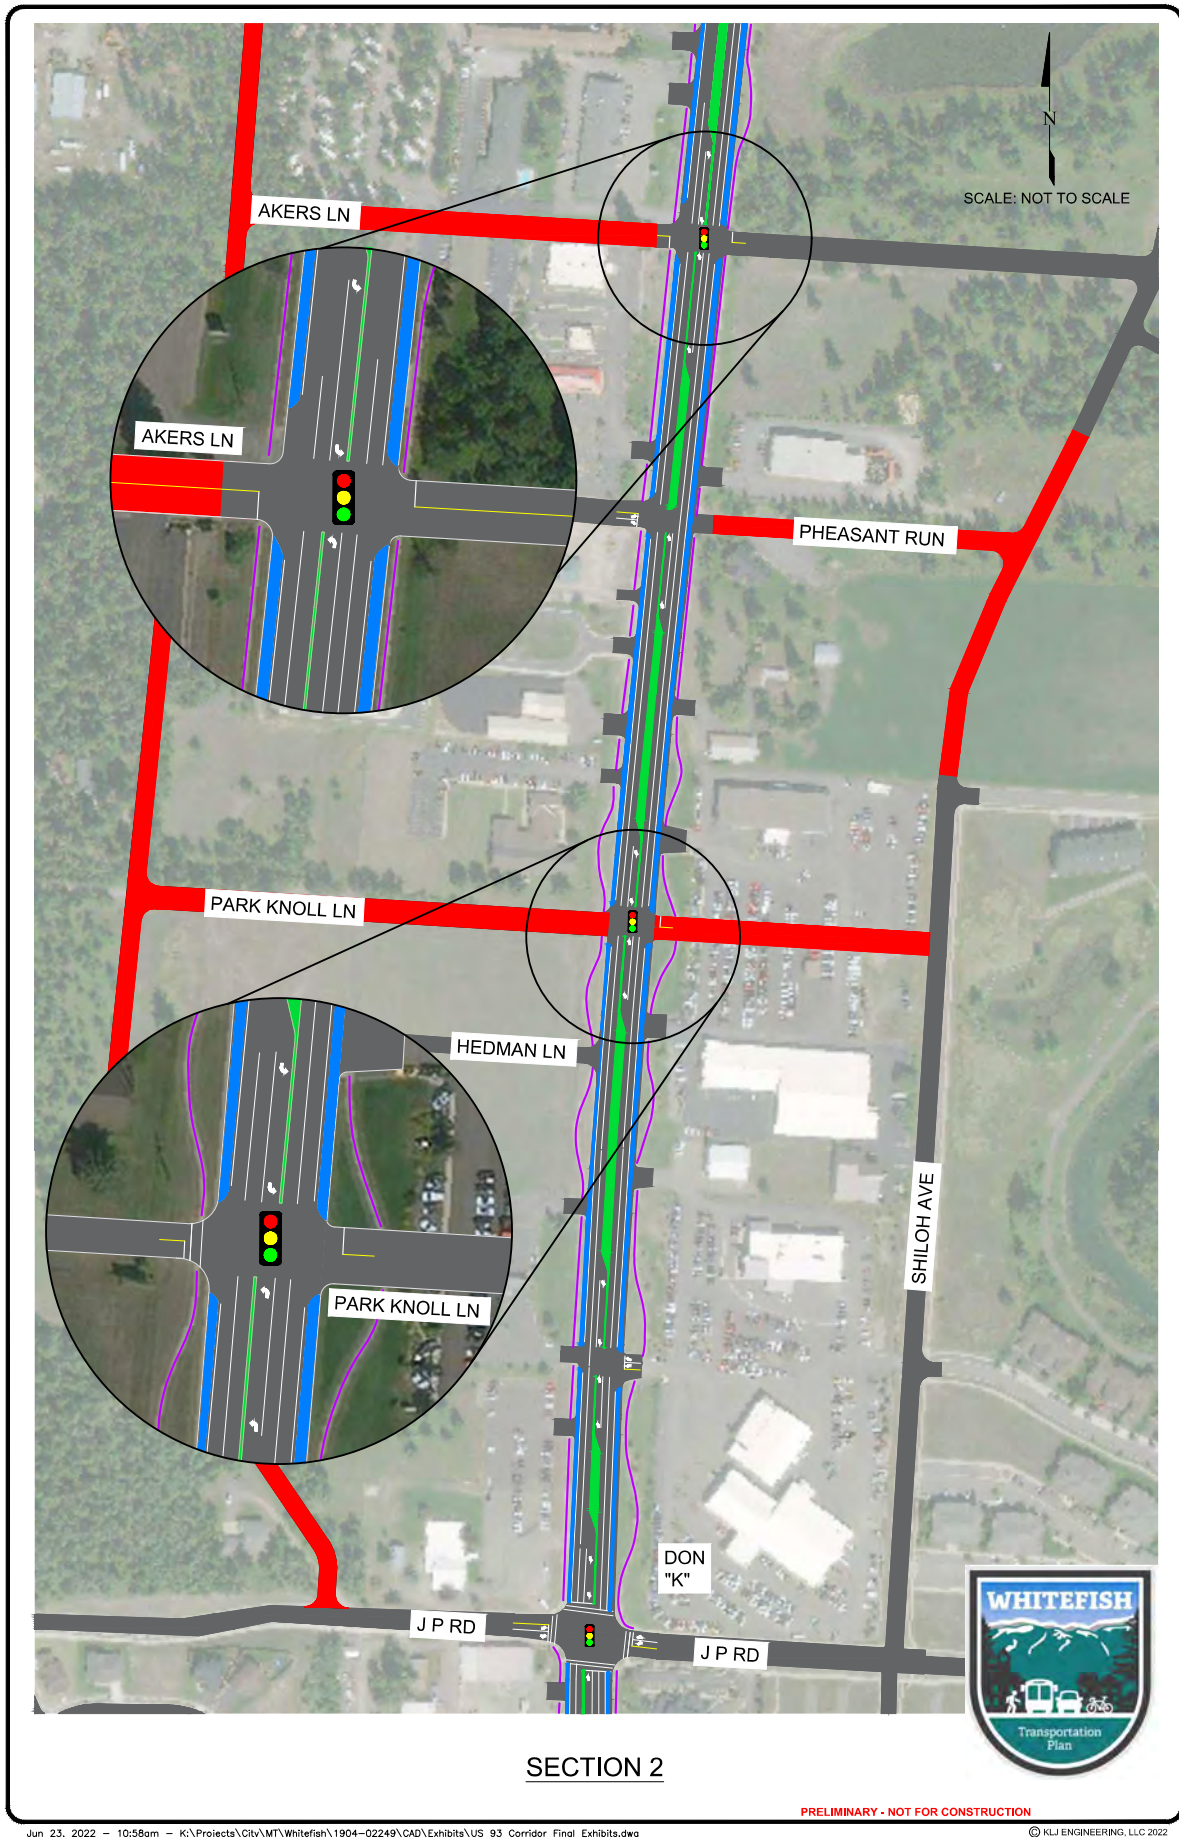 N
SCALE: NOT TO SCALE
AKERS LN
AKERS LN
PHEASANT RUN
PARK KNOLL LN
HEDMAN LN
SHILOH AVE
PARK KNOLL LN
DON
"K"
J P RD
J P RD
WHITEFISH
Transportation
Plan
SECTION 2
PRELIMINARY - NOT FOR CONSTRUCTION
Jun 23, 2022 - 10:58am - K:\Projects\City\MT\Whitefish\1904-02249\CAD\Exhibits\US 93 Corridor Final Exhibits.dwg
© KLJ ENGINEERING, LLC 2022